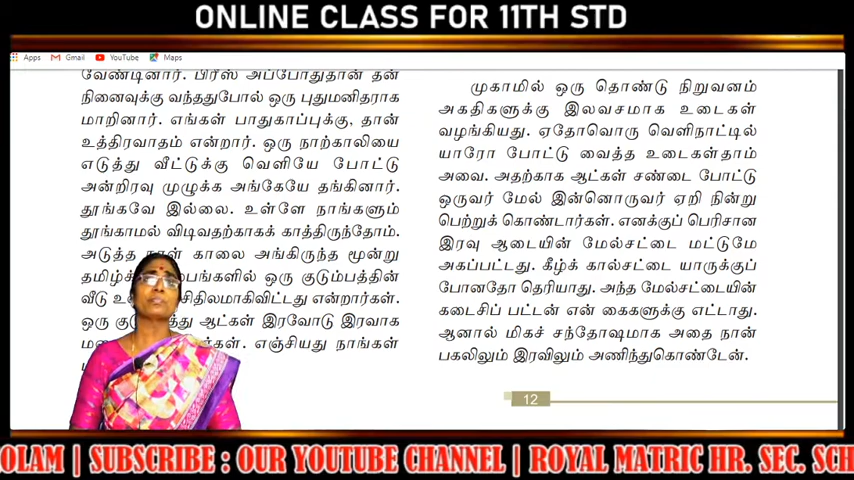 ONLINE CLASS FOR 11TH STD
Apps Gmail YouTube Maps
வேண்டினார். பிரீஸ் அப்போதுதான் தன்
நினைவுக்கு வந்ததுபோல் ஒரு புதுமனிதராக
மாறினார். எங்கள் பாதுகாப்புக்கு, தான்
உத்திரவாதம் என்றார். ஒரு நாற்காலியை
எடுத்து வீட்டுக்கு வெளியே போட்டு
அன்றிரவு முழுக்க அங்கேயே தங்கினார்.
தூங்கவே இல்லை. உள்ளே நாங்களும்
தூங்காமல் விடிவதற்காகக் காத்திருந்தோம்.
அடுத்த நாள் காலை அங்கிருந்த மூன்று
தமிழ்க் ஒரு குடும்பத்தின்
வீடு சிதிலமாகிவிட்டது என்றார்கள்.
ஒரு ஆட்கள் இரவோடு இரவாக
எஞ்சியது நாங்கள்
முகாமில் ஒரு தொண்டு நிறுவனம்
அகதிகளுக்கு இலவசமாக உடைகள்
வழங்கியது. ஏதோவொரு வெளிநாட்டில்
யாரோ போட்டு வைத்த உடைகள்தாம்
அவை. அதற்காக ஆட்கள் சண்டை போட்டு
ஒருவர் மேல் இன்னொருவர் ஏறி நின்று
பெற்றுக் கொண்டார்கள். எனக்குப் பெரிசான
இரவு ஆடையின் மேல்சட்டை மட்டுமே
அகப்பட்டது. கீழ்க் கால்சட்டை யாருக்குப்
போனதோ தெரியாது. அந்த மேல்சட்டையின்
கடைசிப் பட்டன் என் கைகளுக்கு எட்டாது.
ஆனால் மிகச் சந்தோஷமாக அதை நான்
பகலிலும் இரவிலும் அணிந்துகொண்டேன்.
12
OLAM | SUBSCRIBE : OUR YOUTUBE CHANNEL | ROYAL MATRIC HR. SEC. SCH